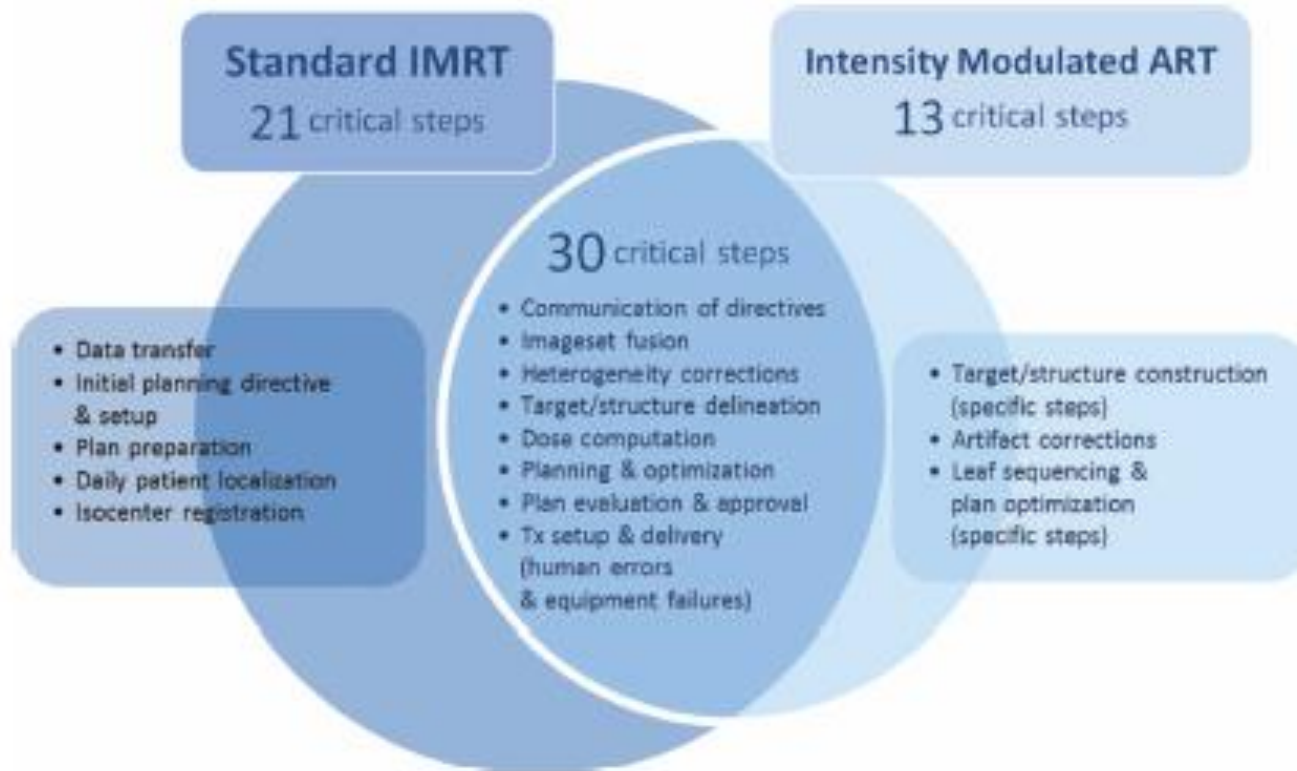 Standard IMRT
21 critical steps
Intensity Modulated ART
13 critical steps
30 critical steps
• Communication of directives
• Imageset fusion
• Heterogeneity corrections
• Target/structure delineation
• Dose computation
• Planning & optimization
• Plan evaluation & approval
• Tx setup & delivery
(human errors
& equipment failures)
• Data transfer
• Initial planning directive
& setup
• Plan preparation
• Daily patient localization
• Isocenter registration
• Target/structure construction
(specific steps)
• Artifact corrections
• Leaf sequencing &
plan optimization
(specific steps)